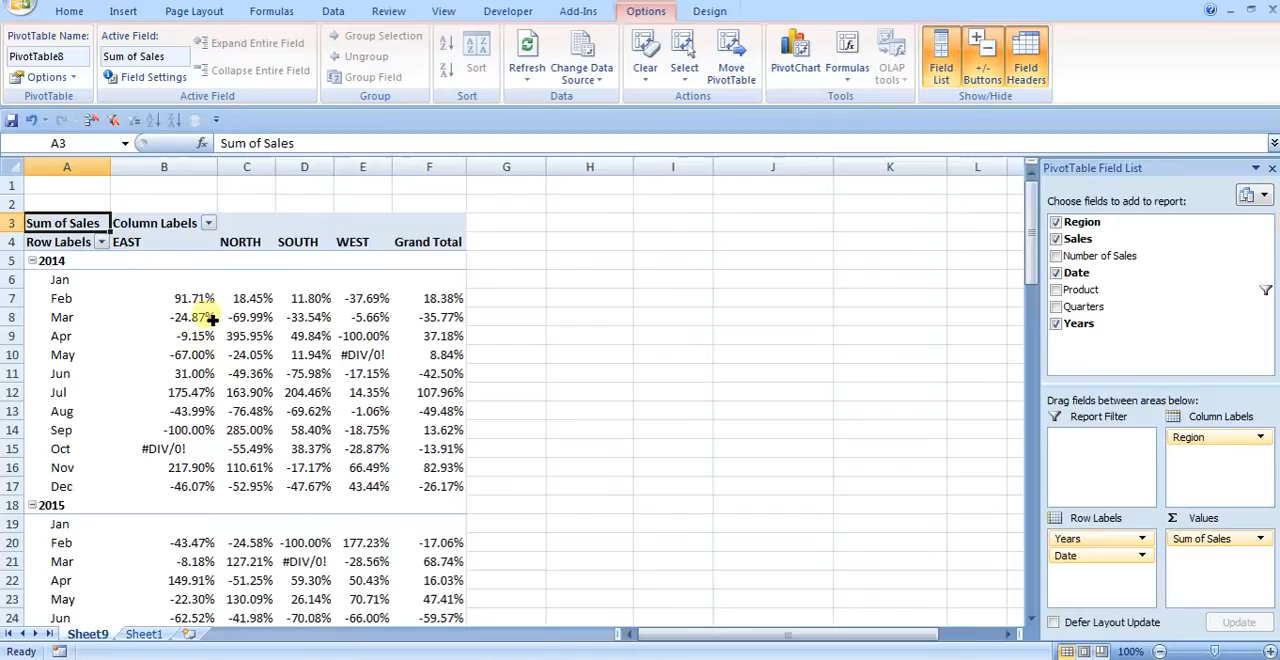 Home Insert Page Layout Formulas Data Review View Developer Add-Ins Options Design
PivotTable Name: Active Field:
PivotTable8 Sum of Sales
Options Field Settings
Expand Entire Field
Collapse Entire Field
Group Selection
Ungroup
Group Field
Sort
Refresh Change Data Source
Clear Select Move PivotTable
PivotChart Formulas OLAP tools
Field List +/- Buttons Field Headers
PivotTable Active Field Group Sort Data Actions Tools Show/Hide
A3 fx Sum of Sales
A B C D E F G H I J K L
1
2
3 Sum of Sales Column Labels
4 Row Labels EAST NORTH SOUTH WEST Grand Total
5 2014
6 Jan
7 Feb 91.71% 18.45% 11.80% -37.69% 18.38%
8 Mar -24.87% -69.99% -33.54% -5.66% -35.77%
9 Apr -9.15% 395.95% 49.84% -100.00% 37.18%
10 May -67.00% -24.05% 11.94% #DIV/0! 8.84%
11 Jun 31.00% -49.36% -75.98% -17.15% -42.50%
12 Jul 175.47% 163.90% 204.46% 14.35% 107.96%
13 Aug -43.99% -76.48% -69.62% -1.06% -49.48%
14 Sep -100.00% 285.00% 58.40% -18.75% 13.62%
15 Oct #DIV/0! -55.49% 38.37% -28.87% -13.91%
16 Nov 217.90% 110.61% -17.17% 66.49% 82.93%
17 Dec -46.07% -52.95% -47.67% 43.44% -26.17%
18 2015
19 Jan
20 Feb -43.47% -24.58% -100.00% 177.23% -17.06%
21 Mar -8.18% 127.21% #DIV/0! -28.56% 68.74%
22 Apr 149.91% -51.25% 59.30% 50.43% 16.03%
23 May -22.30% 130.09% 26.14% 70.71% 47.41%
24 Jun -62.52% -41.98% -70.08% -66.00% -59.57%
Sheet9 Sheet1
Ready 100%
PivotTable Field List
Choose fields to add to report:
Region
Sales
Number of Sales
Date
Product
Quarters
Years
Drag fields between areas below:
Report Filter Column Labels
Region
Row Labels Σ Values
Years Sum of Sales
Date
Defer Layout Update Update